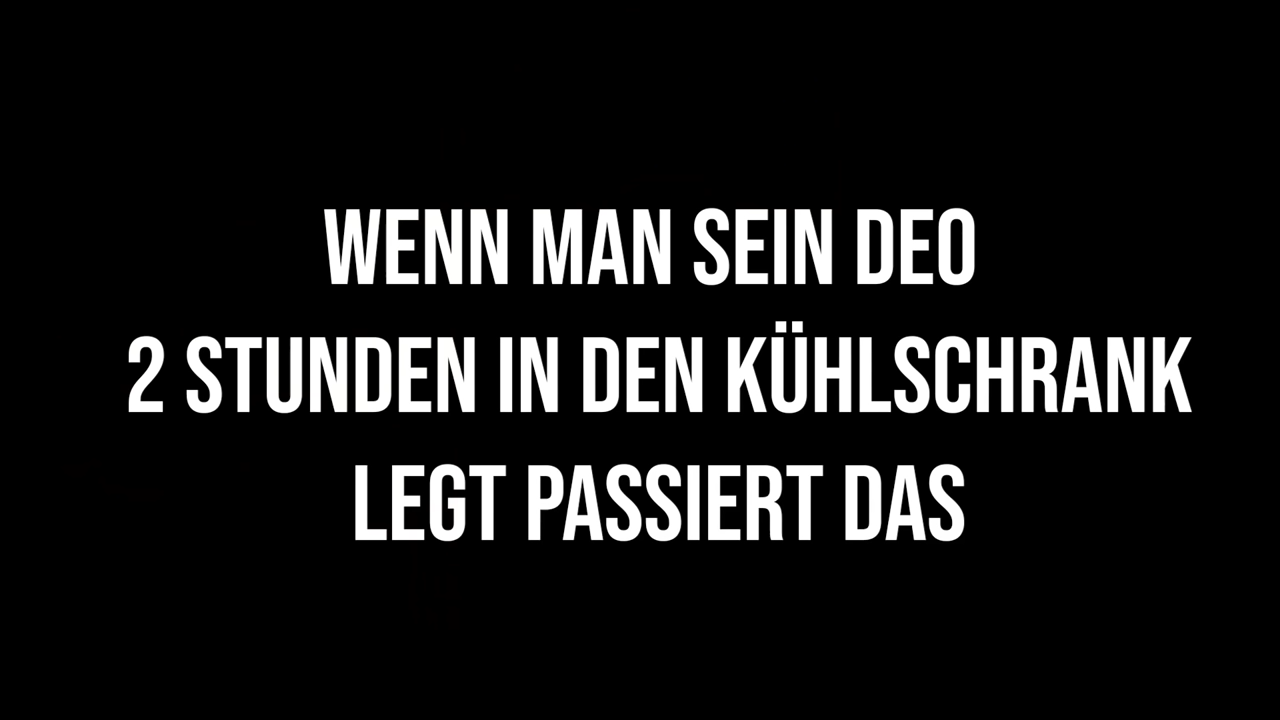 WENN MAN SEIN DEO
2 STUNDEN IN DEN KÜHLSCHRANK
LEGT PASSIERT DAS